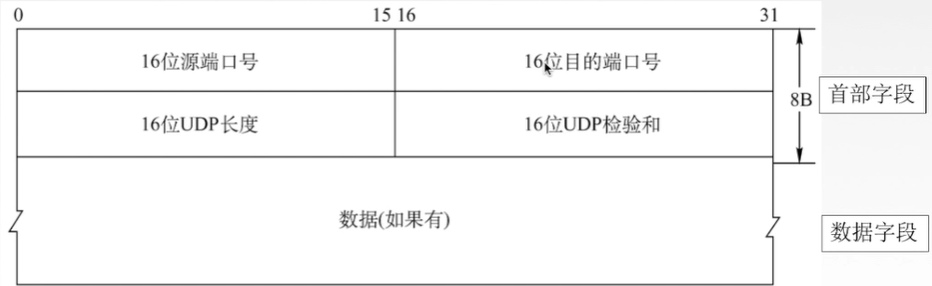 0 15 16 31
16位源端口号 16位目的端口号
8B 首部字段
16位UDP长度 16位UDP检验和
数据(如果有) 数据字段